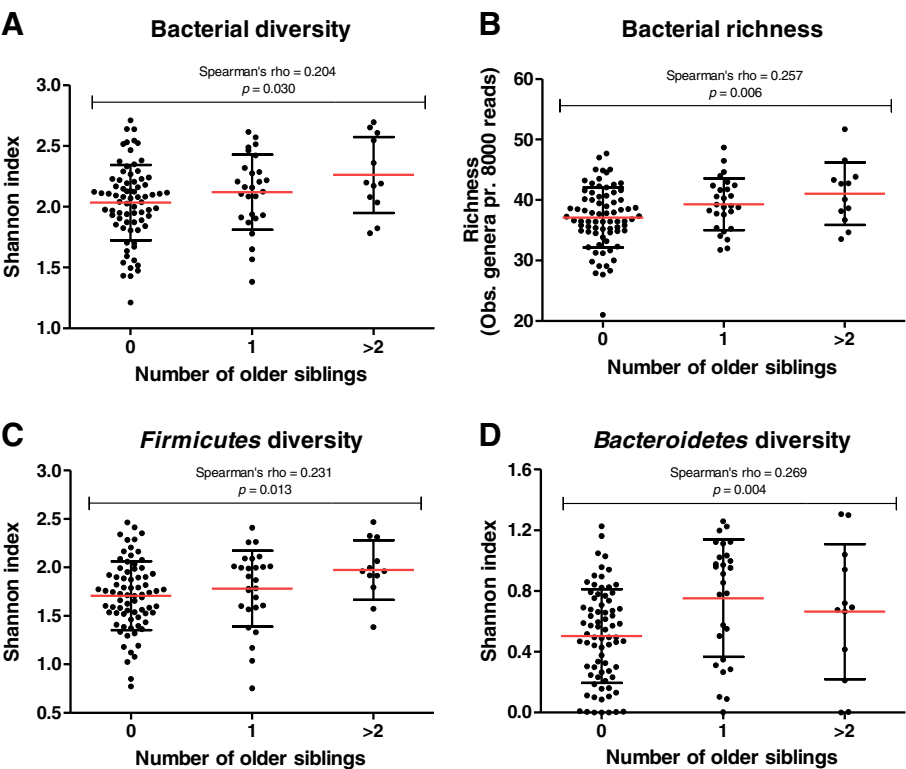 A
Bacterial diversity
Spearman's rho = 0.204
p = 0.030
Shannon index
3.0
2.5
2.0
1.5
1.0
0 1 >2
Number of older siblings
B
Bacterial richness
Spearman's rho = 0.257
p = 0.006
Richness
(Obs. genera pr. 8000 reads)
60
50
40
30
20
0 1 >2
Number of older siblings
C
Firmicutes diversity
Spearman's rho = 0.231
p = 0.013
Shannon index
3.0
2.5
2.0
1.5
1.0
0.5
0 1 >2
Number of older siblings
D
Bacteroidetes diversity
Spearman's rho = 0.269
p = 0.004
Shannon index
1.6
1.2
0.8
0.4
0.0
0 1 >2
Number of older siblings